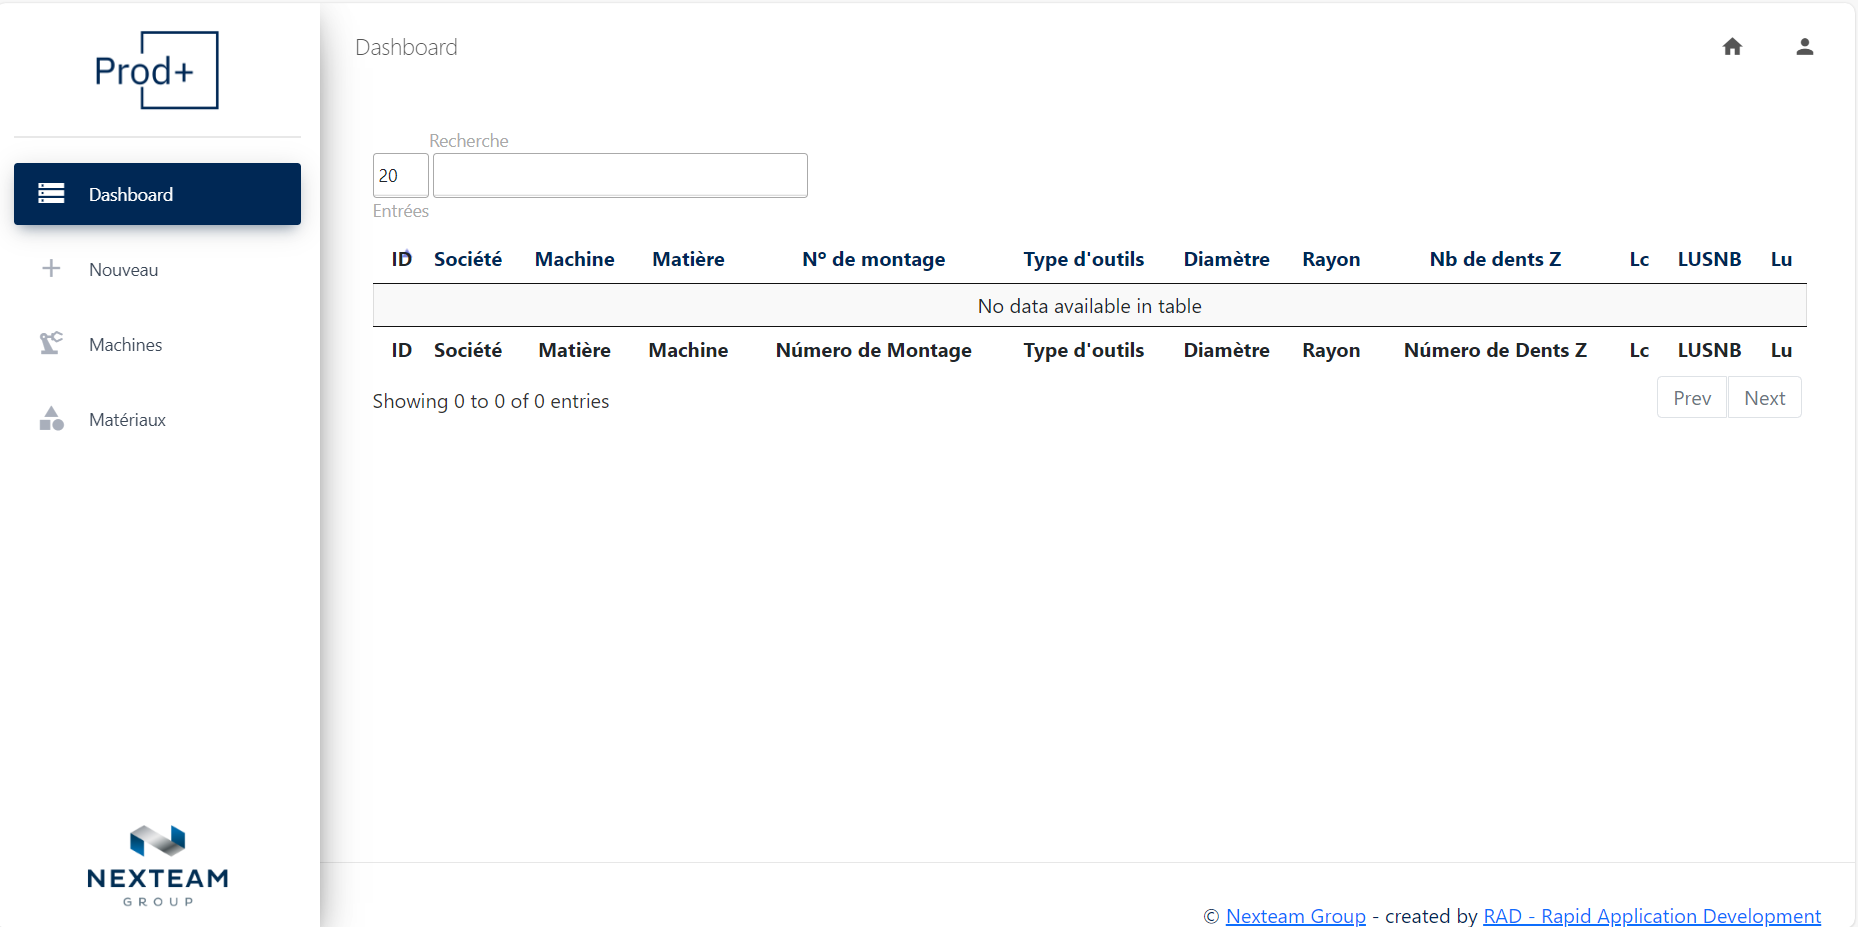 Prod+
Dashboard
Nouveau
Machines
Matériaux
NEXTEAM
GROUP
Dashboard
Recherche
20
Entrées
ID Société Machine Matière Nº de montage Type d'outils Diamètre Rayon Nb de dents Z Lc LUSNB Lu
No data available in table
ID Société Matière Machine Número de Montage Type d'outils Diamètre Rayon Número de Dents Z Lc LUSNB Lu
Showing 0 to 0 of 0 entries
Prev Next
© Nexteam Group - created by RAD - Rapid Application Development